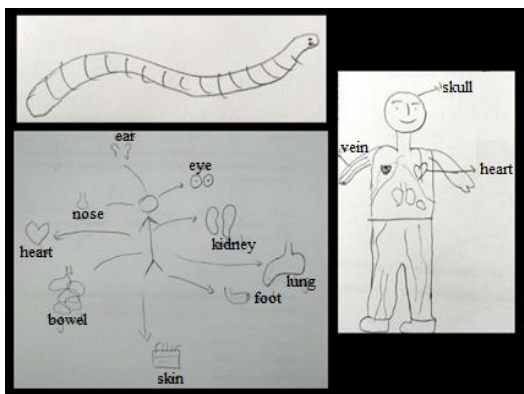 ear
eye
nose
kidney
heart
lung
bowel
foot
skin
skull
vein
heart